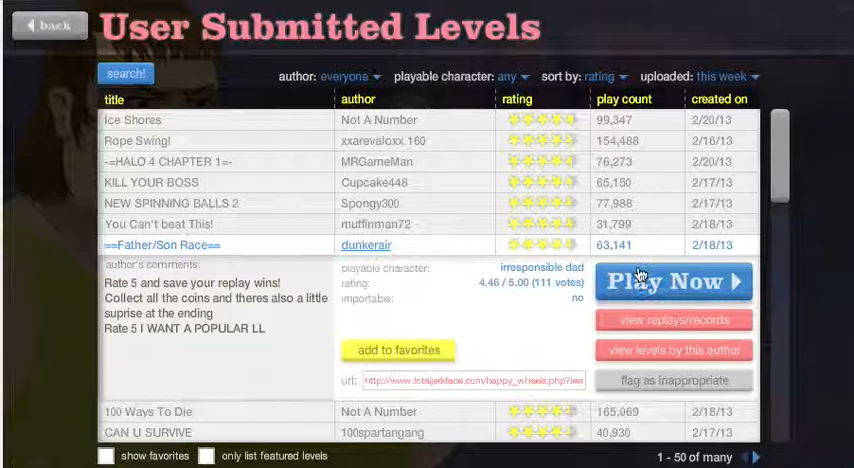 back
User Submitted Levels
search!
author: everyone playable character: any sort by: rating uploaded: this week
title author rating play count created on
Ice Shores Not A Number 99,347 2/20/13
Rope Swing! xxarevaloxx 160 154,488 2/16/13
-=HALO 4 CHAPTER 1=- MRGameMan 76,273 2/20/13
KILL YOUR BOSS Cupcake446 65,150 2/17/13
NEW SPINNING BALLS 2 Spongy300 77,988 2/17/13
You Can't beat This! muffinman72 31,799 2/18/13
==Father/Son Race== dunkerair 63,141 2/18/13
author's comments:
Rate 5 and save your replay wins!
Collect all the coins and theres also a little
suprise at the ending
Rate 5 I WANT A POPULAR LL
playable character: irresponsible dad
rating: 4.46 / 5.00 (111 votes)
importable: no
add to favorites
url: http://www.totaljerkface.com/happy_wheels.php?leve
Play Now
view replays/records
view levels by this author
flag as inappropriate
100 Ways To Die Not A Number 165,069 2/18/13
CAN U SURVIVE 100spartangang 40,930 2/17/13
show favorites only list featured levels 1 - 50 of many